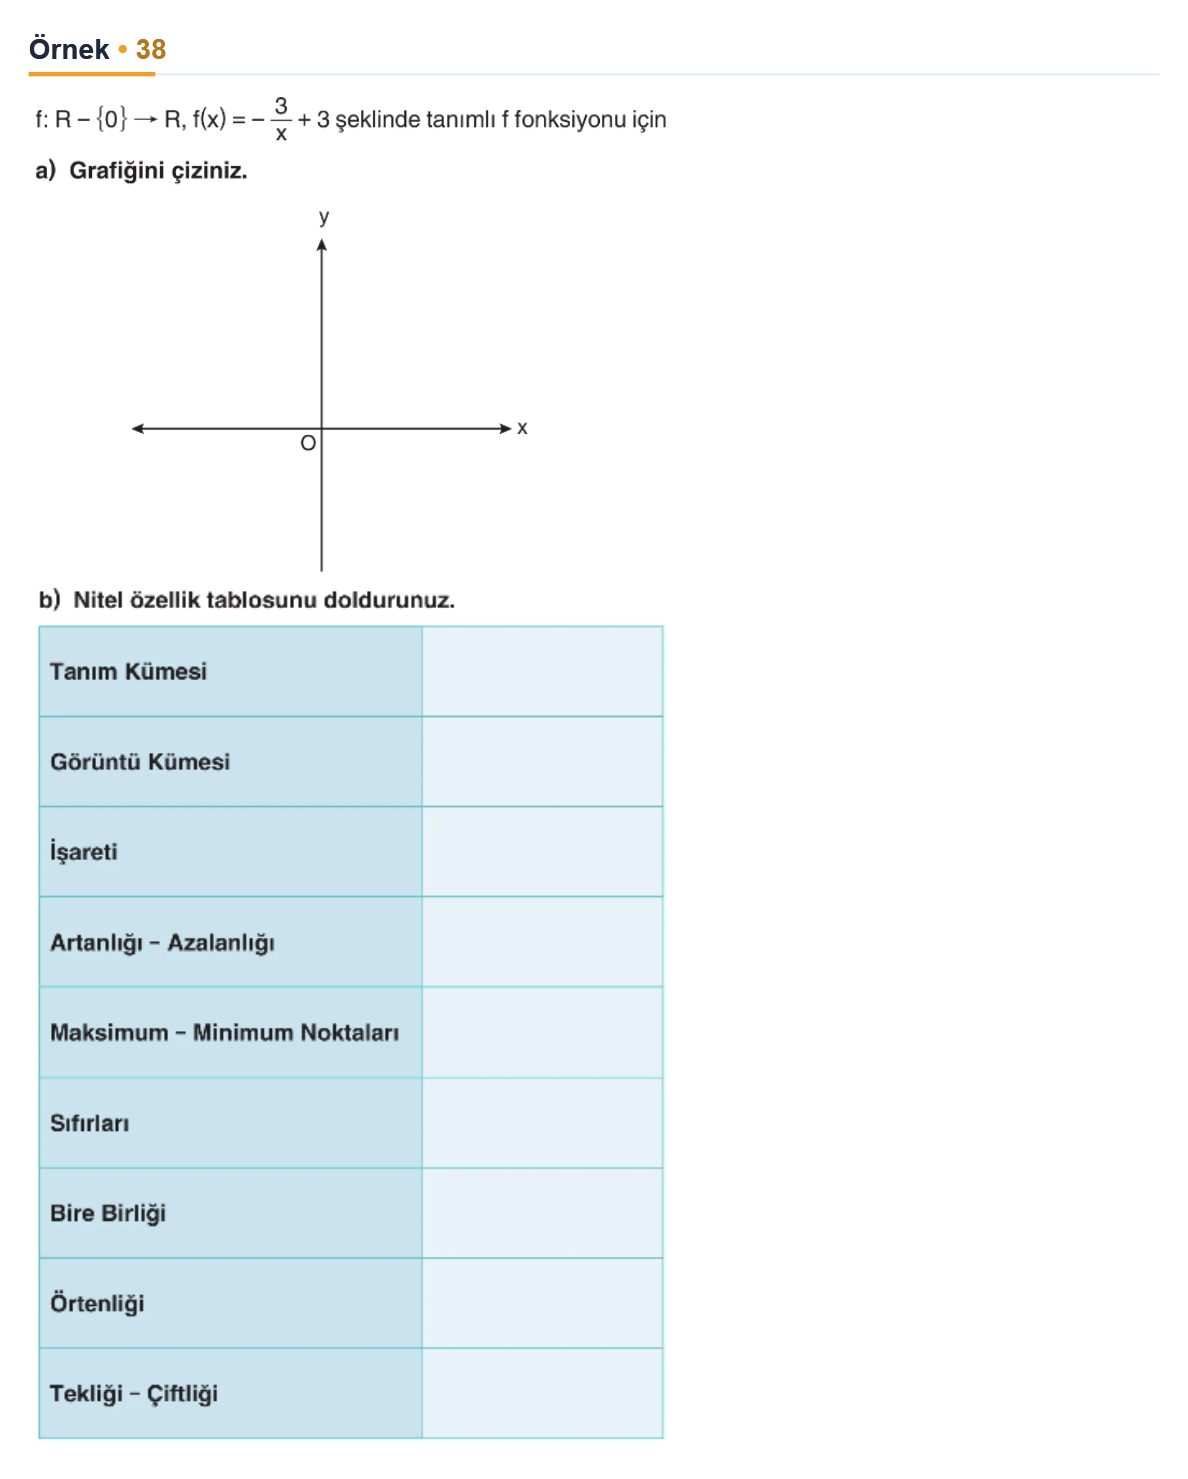 Örnek • 38
f: R – {0} → R, f(x) = – 3/x + 3 şeklinde tanımlı f fonksiyonu için
a) Grafiğini çiziniz.
y
x
O
b) Nitel özellik tablosunu doldurunuz.
Tanım Kümesi
Görüntü Kümesi
İşareti
Artanlığı – Azalanlığı
Maksimum – Minimum Noktaları
Sıfırları
Bire Birliği
Örtenliği
Tekliği – Çiftliği